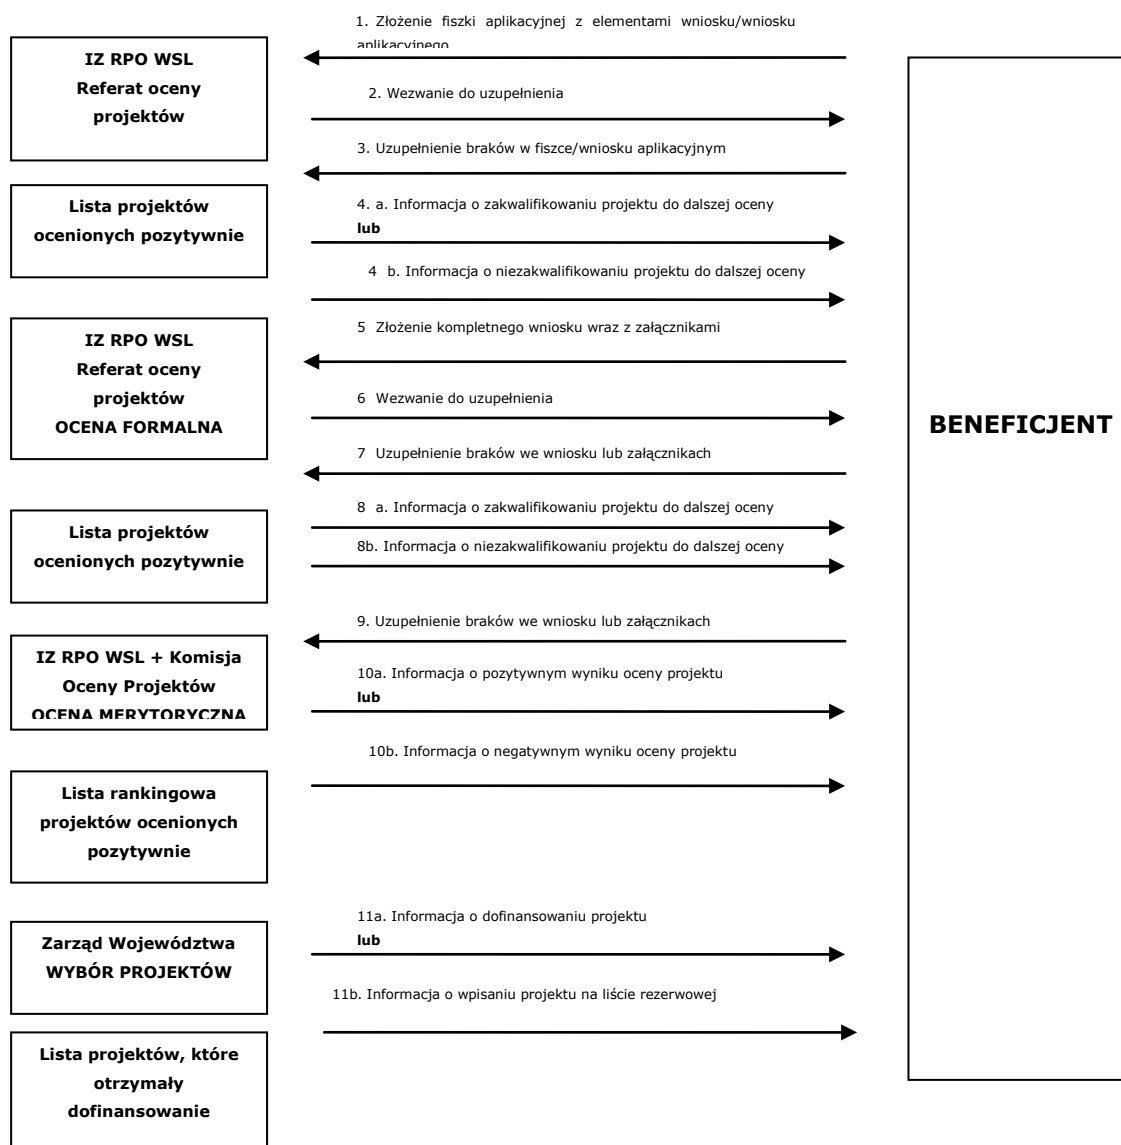 1. Złożenie fiszki aplikacyjnej z elementami wniosku/wniosku
aplikacyjnego
IZ RPO WSL
Referat oceny
projektów
2. Wezwanie do uzupełnienia
3. Uzupełnienie braków w fiszce/wniosku aplikacyjnym
Lista projektów
ocenionych pozytywnie
4. a. Informacja o zakwalifikowaniu projektu do dalszej oceny
lub
4 b. Informacja o niezakwalifikowaniu projektu do dalszej oceny
IZ RPO WSL
Referat oceny
projektów
OCENA FORMALNA
5 Złożenie kompletnego wniosku wraz z załącznikami
6 Wezwanie do uzupełnienia
BENEFICJENT
7 Uzupełnienie braków we wniosku lub załącznikach
8 a. Informacja o zakwalifikowaniu projektu do dalszej oceny
Lista projektów
ocenionych pozytywnie
8b. Informacja o niezakwalifikowaniu projektu do dalszej oceny
9. Uzupełnienie braków we wniosku lub załącznikach
IZ RPO WSL + Komisja
Oceny Projektów
OCENA MERYTORYCZNA
10a. Informacja o pozytywnym wyniku oceny projektu
lub
10b. Informacja o negatywnym wyniku oceny projektu
Lista rankingowa
projektów ocenionych
pozytywnie
11a. Informacja o dofinansowaniu projektu
lub
Zarząd Województwa
WYBÓR PROJEKTÓW
11b. Informacja o wpisaniu projektu na liście rezerwowej
Lista projektów, które
otrzymały
dofinansowanie